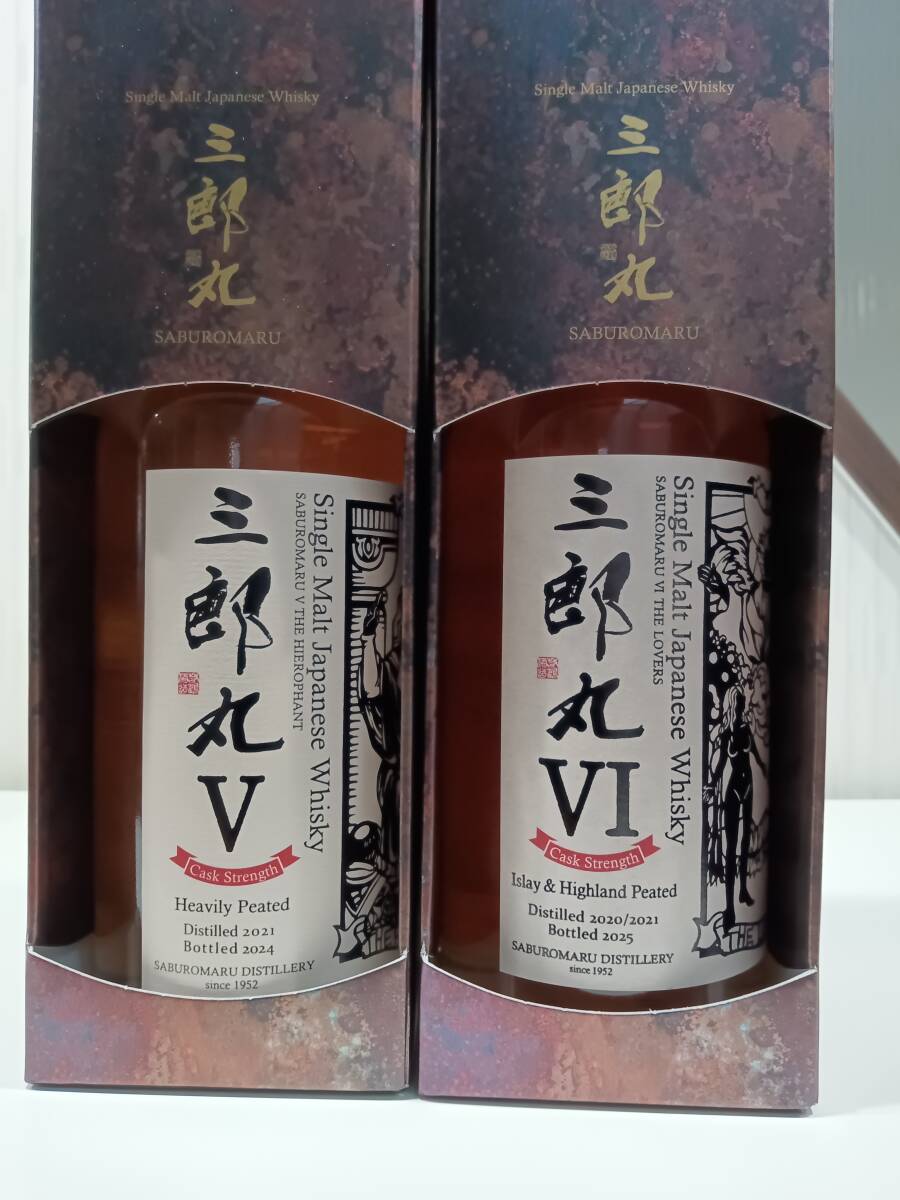 Single Malt Japanese Whisky
三郎丸
SABUROMARU
三郎丸
V
Single Malt Japanese Whisky
SABUROMARU V THE HIEROPHANT
Cask Strength
Heavily Peated
Distilled 2021
Bottled 2024
SABUROMARU DISTILLERY
since 1952
THE
Single Malt Japanese Whisky
三郎丸
SABUROMARU
三郎丸
VI
Single Malt Japanese Whisky
SABUROMARU VI THE LOVERS
Cask Strength
Islay & Highland Peated
Distilled 2020/2021
Bottled 2025
SABUROMARU DISTILLERY
since 1952
THE